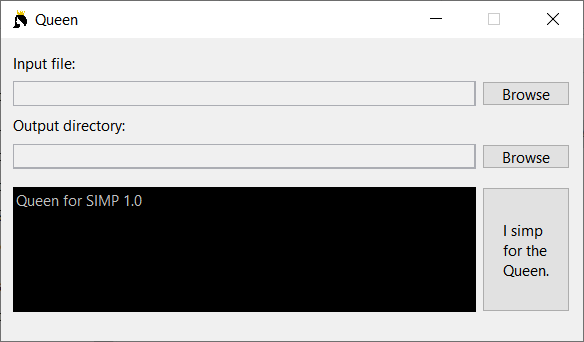 Queen
Input file:
Browse
Output directory:
Browse
Queen for SIMP 1.0
I simp
for the
Queen.